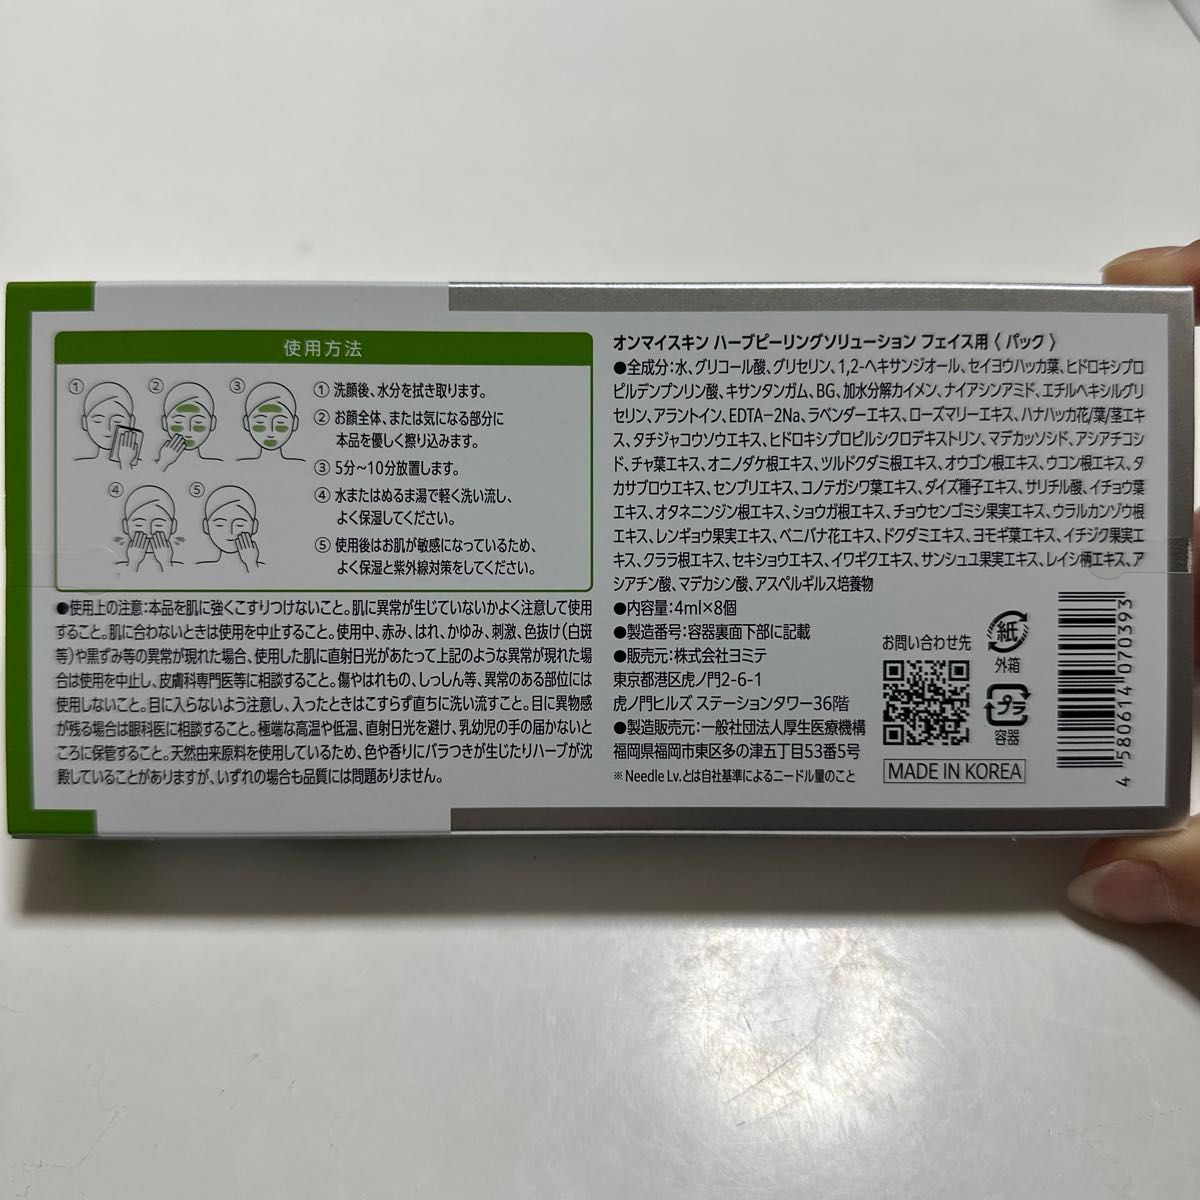 使用方法
①
②
③
④
⑤
① 洗顔後、水分を拭き取ります。
② お顔全体、または気になる部分に
本品を優しく擦り込みます。
③ 5分～10分放置します。
④ 水またはぬるま湯で軽く洗い流し、
よく保湿してください。
⑤ 使用後はお肌が敏感になっているため、
よく保湿と紫外線対策をしてください。
●使用上の注意：本品を肌に強くこすりつけないこと。肌に異常が生じていないかよく注意して使用
すること。肌に合わないときは使用を中止すること。使用中、赤み、はれ、かゆみ、刺激、色抜け（白斑
等）や黒ずみ等の異常が現れた場合、使用した肌に直射日光があたって上記のような異常が現れた場
合は使用を中止し、皮膚科専門医等に相談すること。傷やはれもの、しっしん等、異常のある部位には
使用しないこと。目に入らないよう注意し、入ったときはこすらず直ちに洗い流すこと。目に異物感
が残る場合は眼科医に相談すること。極端な高温や低温、直射日光を避け、乳幼児の手の届かないと
ころに保管すること。天然由来原料を使用しているため、色や香りにバラつきが生じたりハーブが沈
殿していることがありますが、いずれの場合も品質には問題ありません。
オンマイスキン ハーブピーリングソリューション フェイス用〈 パック 〉
●全成分：水、グリコール酸、グリセリン、1,2-ヘキサンジオール、セイヨウハッカ葉、ヒドロキシプロ
ピルデンプンリン酸、キサンタンガム、BG、加水分解カイメン、ナイアシンアミド、エチルヘキシルグリ
セリン、アラントイン、EDTA-2Na、ラベンダーエキス、ローズマリーエキス、ハナハッカ花/葉/茎エキ
ス、タチジャコウソウエキス、ヒドロキシプロピルシクロデキストリン、マデカッソシド、アシアチコシ
ド、チャ葉エキス、オニノダケ根エキス、ツルドクダミ根エキス、オウゴン根エキス、ウコン根エキス、タ
カサブロウエキス、センブリエキス、コノテガシワ葉エキス、ダイズ種子エキス、サリチル酸、イチョウ葉
エキス、オタネニンジン根エキス、ショウガ根エキス、チョウセンゴミシ果実エキス、ウラルカンゾウ根
エキス、レンギョウ果実エキス、ベニバナ花エキス、ドクダミエキス、ヨモギ葉エキス、イチジク果実エ
キス、クララ根エキス、セキショウエキス、イワギクエキス、サンシュユ果実エキス、レイシ柄エキス、ア
シアチン酸、マデカシン酸、アスペルギルス培養物
●内容量：4ml×8個
●製造番号：容器裏面下部に記載
●販売元：株式会社ヨミテ
東京都港区虎ノ門2-6-1
虎ノ門ヒルズ ステーションタワー36階
●製造販売元：一般社団法人厚生医療機構
福岡県福岡市東区多の津五丁目53番5号
※ Needle Lv.とは自社基準によるニードル量のこと
お問い合わせ先
MADE IN KOREA
紙
外箱
プラ
容器
4 580614 070393